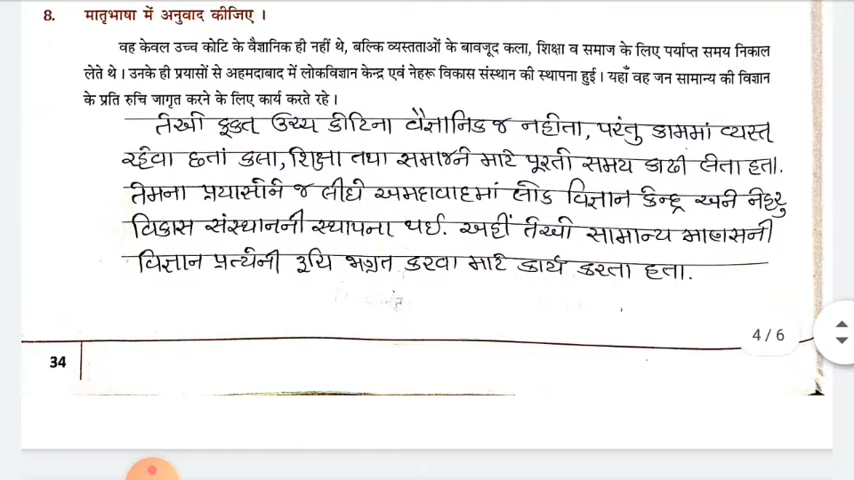 8. मातृभाषा में अनुवाद कीजिए ।
वह केवल उच्च कोटि के वैज्ञानिक ही नहीं थे, बल्कि व्यस्तताओं के बावजूद कला, शिक्षा व समाज के लिए पर्याप्त समय निकाल
लेते थे । उनके ही प्रयासों से अहमदाबाद में लोकविज्ञान केन्द्र एवं नेहरू विकास संस्थान की स्थापना हुई । यहाँ वह जन सामान्य की विज्ञान
के प्रति रुचि जागृत करने के लिए कार्य करते रहे ।
તેઓ ફક્ત ઉચ્ચ કોટિના વૈજ્ઞાનિક જ નહીતા, પરંતુ કામમાં વ્યસ્ત
રહેવા છતાં કલા, શિક્ષા તથા સમાજને માટે પૂરતો સમય કાઢી લેતા હતા.
તેમના પ્રયાસોને જ લીધે અમદાવાદમાં લોક વિજ્ઞાન કેન્દ્ર અને નેહરુ
વિકાસ સંસ્થાનની સ્થાપના થઈ. અહીં તેઓ સામાન્ય માણસની
વિજ્ઞાન પ્રત્યેની રૂચિ જાગ્રત કરવા માટે કાર્ય કરતા હતા.
4 / 6
34